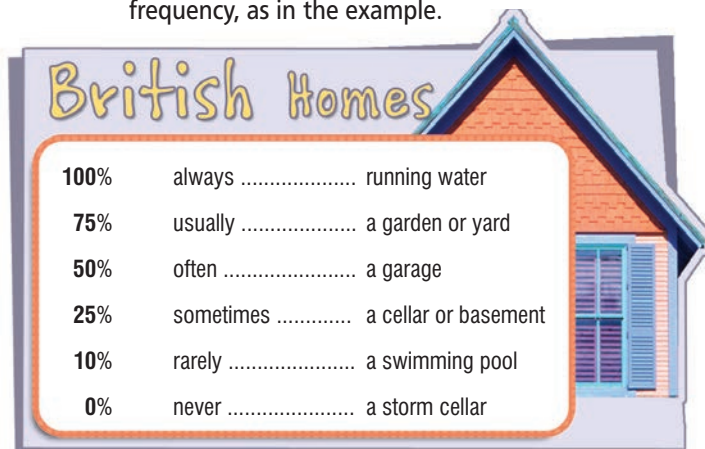 frequency, as in the example.
British Homes
100% always .................... running water
75% usually .................... a garden or yard
50% often ....................... a garage
25% sometimes ............. a cellar or basement
10% rarely ...................... a swimming pool
0% never ...................... a storm cellar